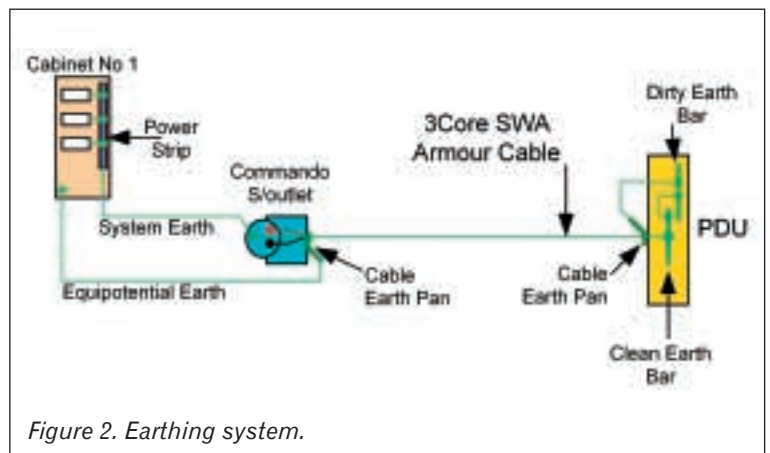 Cabinet No 1
Power
Strip
Commando
S/outlet
System Earth
Equipotential Earth
Cable
Earth Pan
3Core SWA
Armour Cable
Cable
Earth Pan
Dirty Earth
Bar
PDU
Clean Earth
Bar
Figure 2. Earthing system.